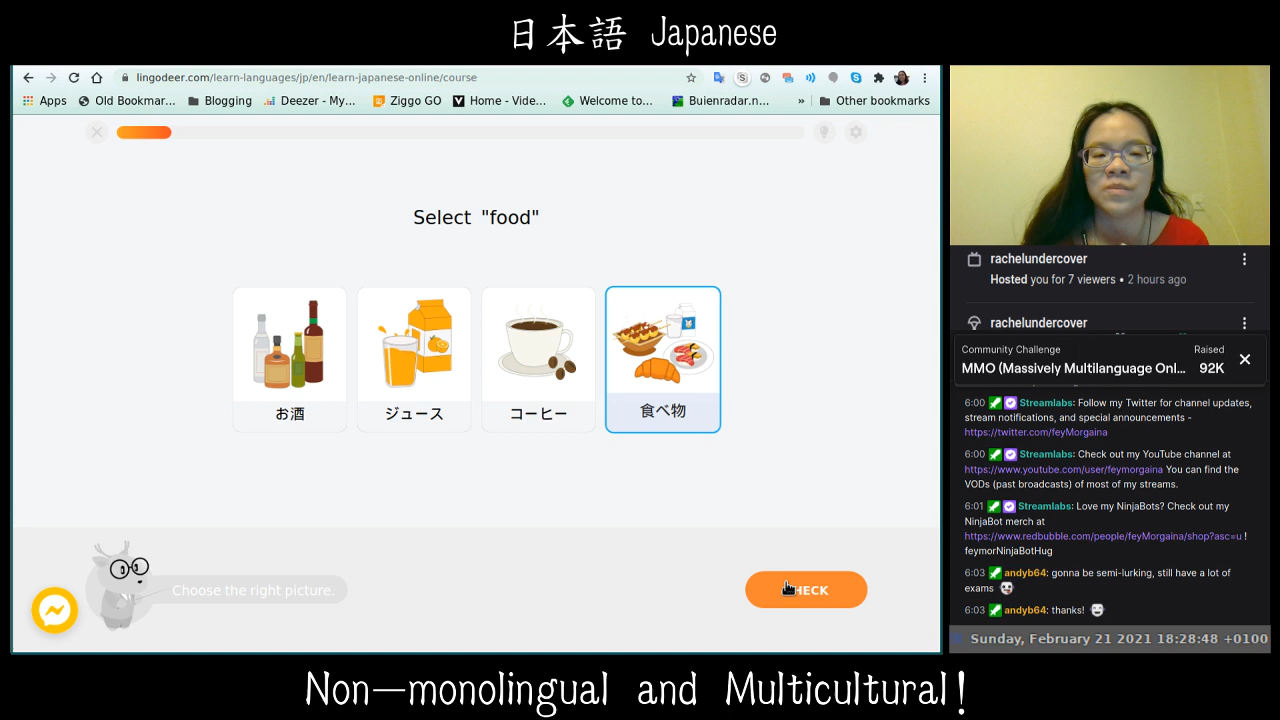 日本語 Japanese
lingodeer.com/learn-languages/jp/en/learn-japanese-online/course
Apps
Old Bookmar...
Blogging
Deezer - My...
Ziggo GO
Home - Vide...
Welcome to...
Buienradar.n...
»
Other bookmarks
Select "food"
お酒
ジュース
コーヒー
食べ物
Choose the right picture.
rachelundercover
Hosted you for 7 viewers • 2 hours ago
rachelundercover
Community Challenge
Raised
MMO (Massively Multilanguage Onl...
92K
6:00 Streamlabs: Follow my Twitter for channel updates,
stream notifications, and special announcements -
https://twitter.com/feyMorgaina
6:00 Streamlabs: Check out my YouTube channel at
https://www.youtube.com/user/feymorgaina You can find the
VODs (past broadcasts) of most of my streams.
6:01 Streamlabs: Love my NinjaBots? Check out my
NinjaBot merch at
https://www.redbubble.com/people/feyMorgaina/shop?asc=u !
feymorNinjaBotHug
6:03 andyb64: gonna be semi-lurking, still have a lot of
exams
6:03 andyb64: thanks!
Sunday, February 21 2021 18:28:48 +0100
Non-monolingual and Multicultural!